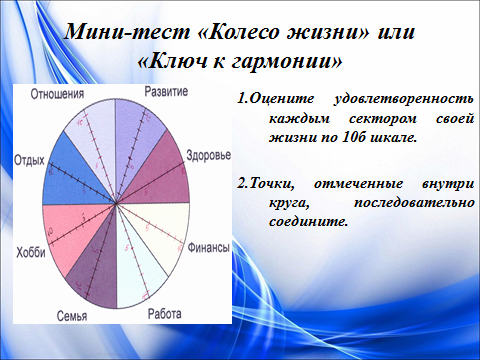 Мини-тест «Колесо жизни» или
«Ключ к гармонии»
Отношения
Развитие
Отдых
Здоровье
Хобби
Финансы
Семья
Работа
1.Оцените удовлетворенность
каждым сектором своей
жизни по 10б шкале.
2.Точки, отмеченные внутри
круга, последовательно
соедините.